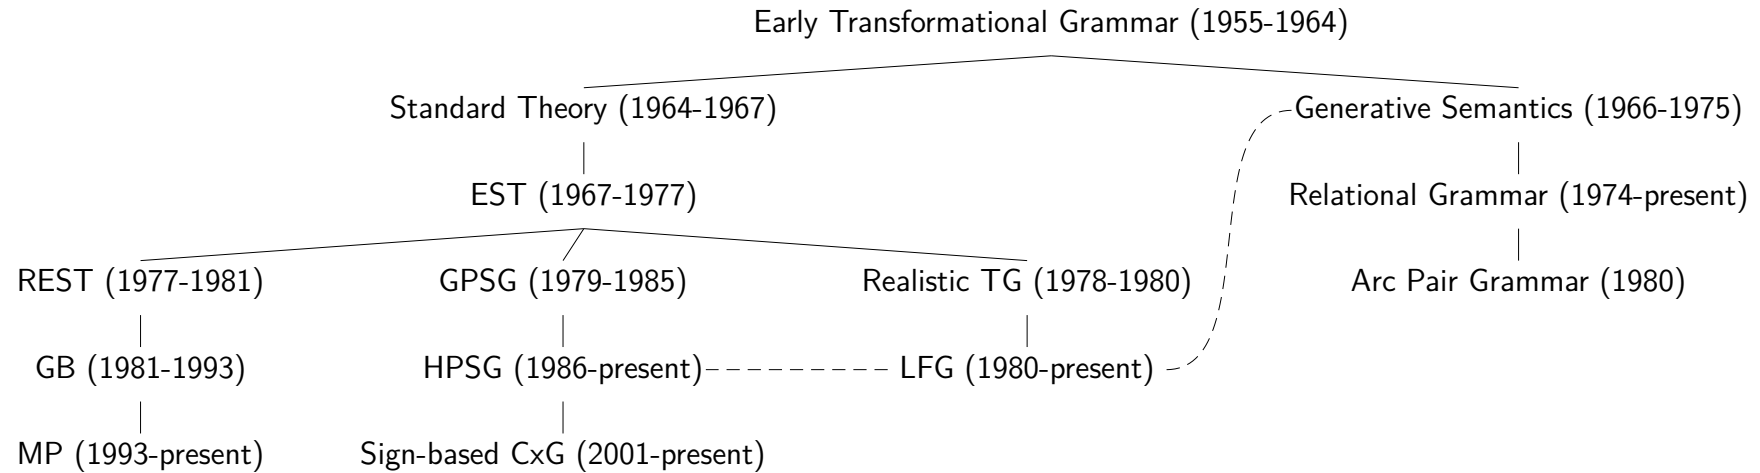 Early Transformational Grammar (1955-1964)
Standard Theory (1964-1967) Generative Semantics (1966-1975)
EST (1967-1977) Relational Grammar (1974-present)
REST (1977-1981) GPSG (1979-1985) Realistic TG (1978-1980) Arc Pair Grammar (1980)
GB (1981-1993) HPSG (1986-present) LFG (1980-present)
MP (1993-present) Sign-based CxG (2001-present)